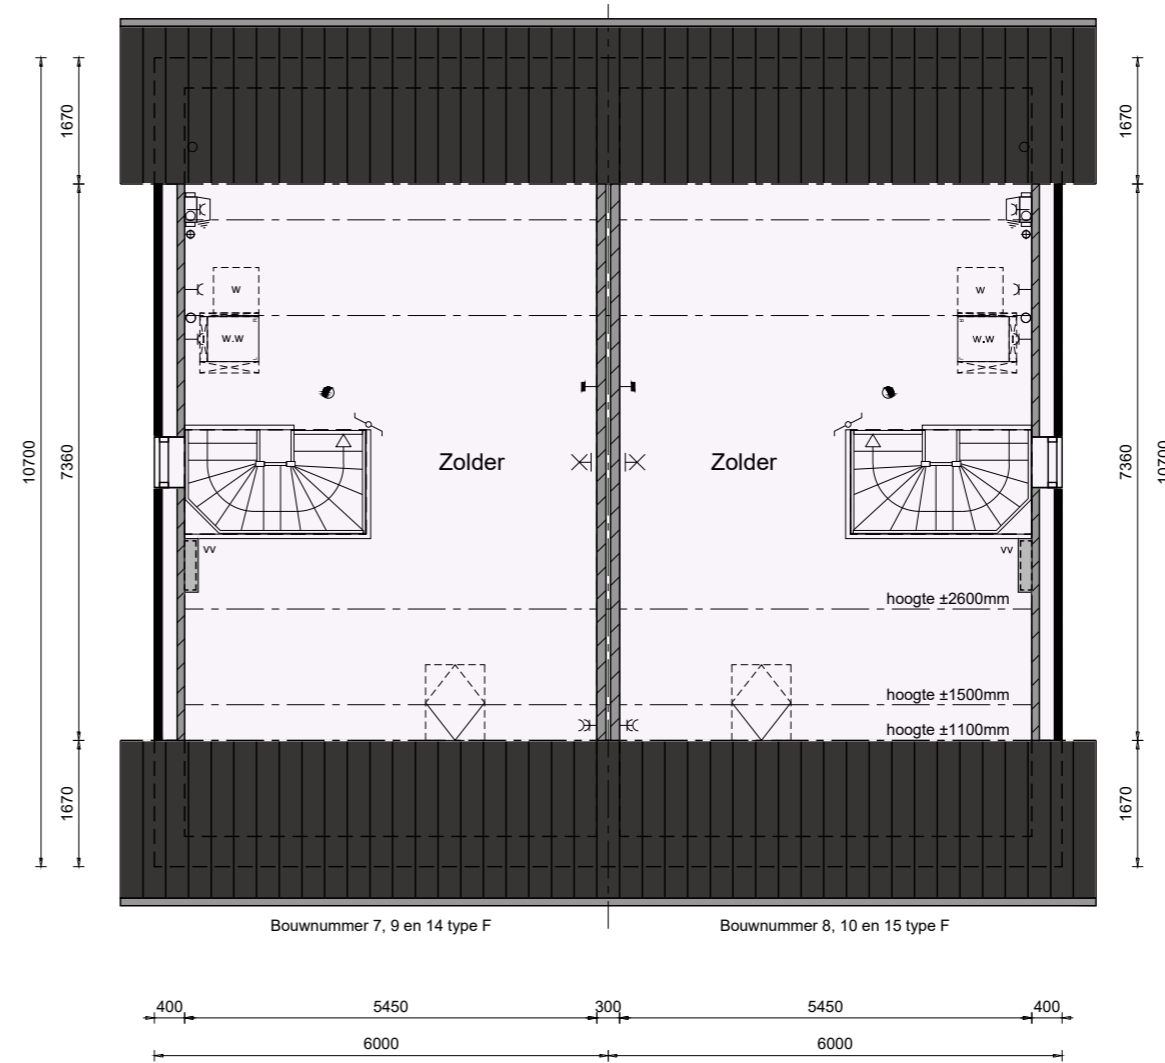 1670
1670
10700
7360
7360
10700
w
w
w.w
w.w
Zolder
Zolder
vv
vv
hoogte ±2600mm
hoogte ±1500mm
hoogte ±1100mm
1670
1670
Bouwnummer 7, 9 en 14 type F
Bouwnummer 8, 10 en 15 type F
400 5450 300 5450 400
6000 6000